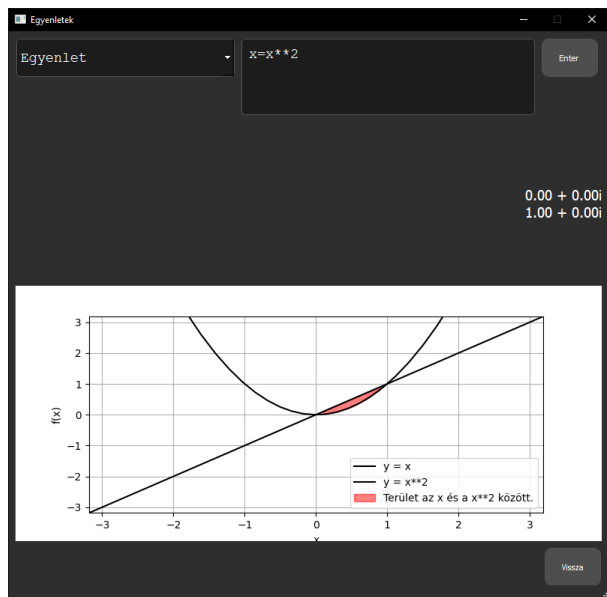 Egyenletek
Egyenlet
x=x**2
Enter
0.00 + 0.00i
1.00 + 0.00i
3
2
1
0
−1
−2
−3
f(x)
y = x
y = x**2
Terület az x és a x**2 között.
−3 −2 −1 0 1 2 3
x
Vissza